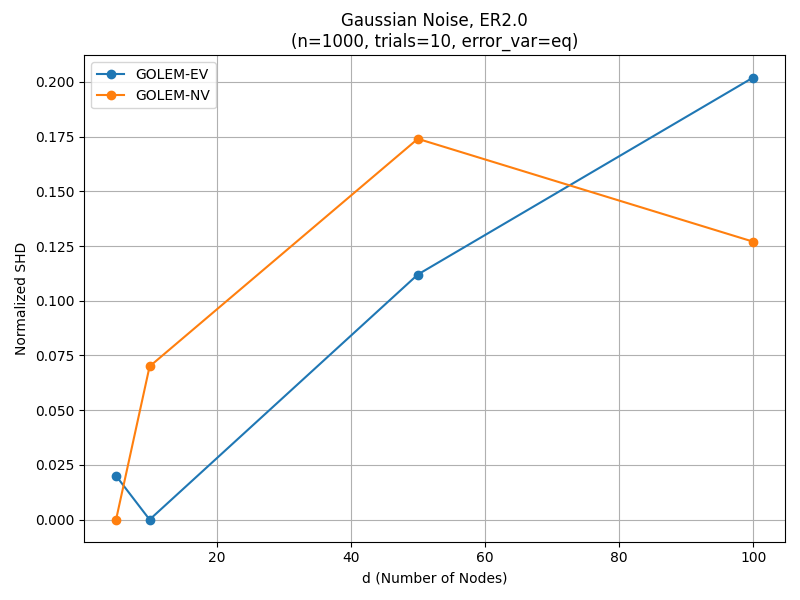 Gaussian Noise, ER2.0
(n=1000, trials=10, error_var=eq)
GOLEM-EV
GOLEM-NV
0.200
0.175
0.150
0.125
0.100
0.075
0.050
0.025
0.000
Normalized SHD
20 40 60 80 100
d (Number of Nodes)